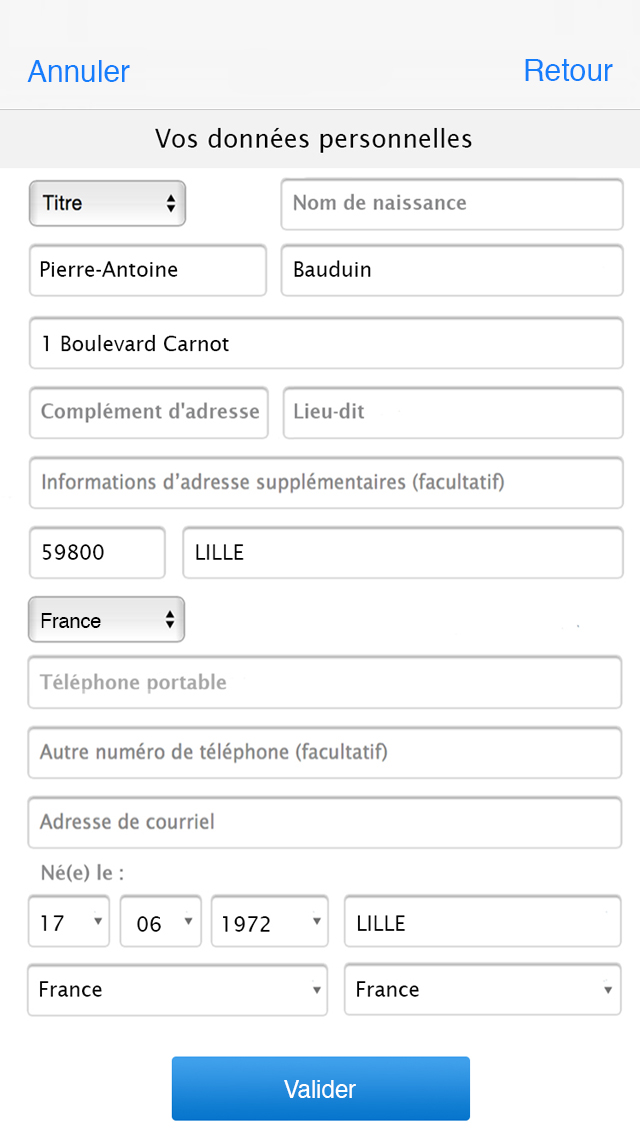 Annuler Retour
Vos données personnelles
Titre Nom de naissance
Pierre-Antoine Bauduin
1 Boulevard Carnot
Complément d'adresse Lieu-dit
Informations d’adresse supplémentaires (facultatif)
59800 LILLE
France
Téléphone portable
Autre numéro de téléphone (facultatif)
Adresse de courriel
Né(e) le :
17 06 1972 LILLE
France France
Valider